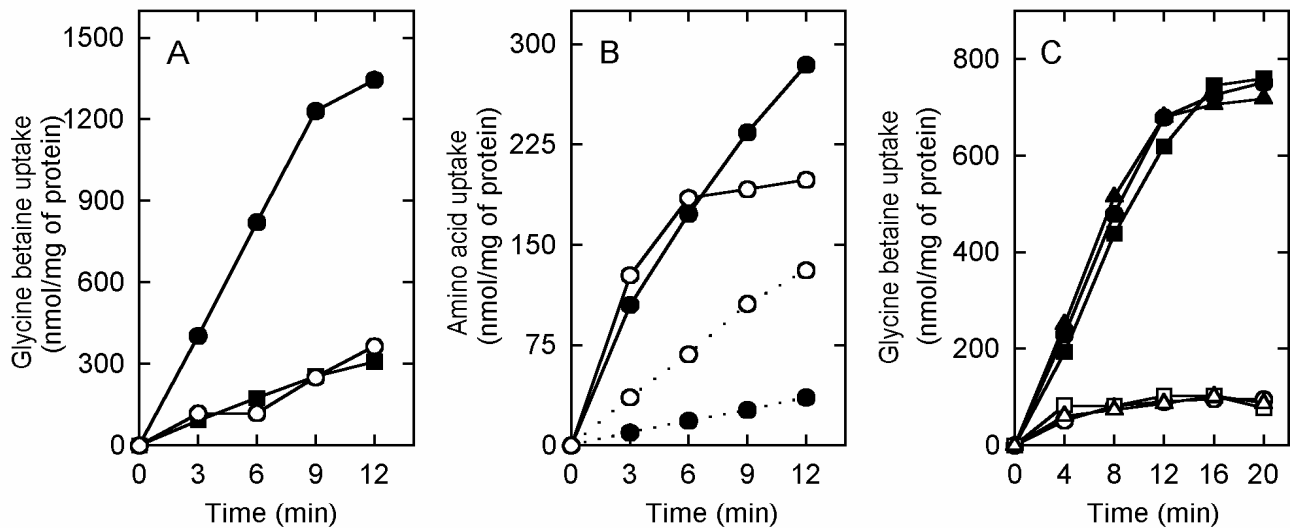 A
Glycine betaine uptake
(nmol/mg of protein)
1500
1200
900
600
300
0
0 3 6 9 12
Time (min)
B
Amino acid uptake
(nmol/mg of protein)
300
225
150
75
0
0 3 6 9 12
Time (min)
C
Glycine betaine uptake
(nmol/mg of protein)
800
600
400
200
0
0 4 8 12 16 20
Time (min)